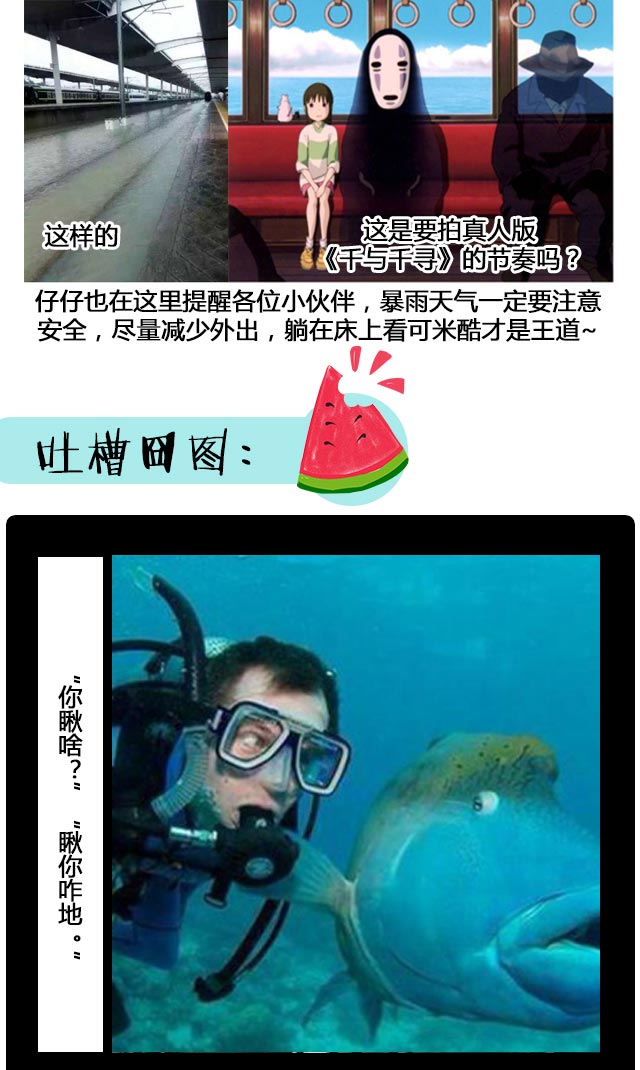 这样的
这是要拍真人版
《千与千寻》的节奏吗？
仔仔也在这里提醒各位小伙伴，暴雨天气一定要注意
安全，尽量减少外出，躺在床上看可米酷才是王道~
吐槽囧图：
“你瞅啥？”“瞅你咋地。”